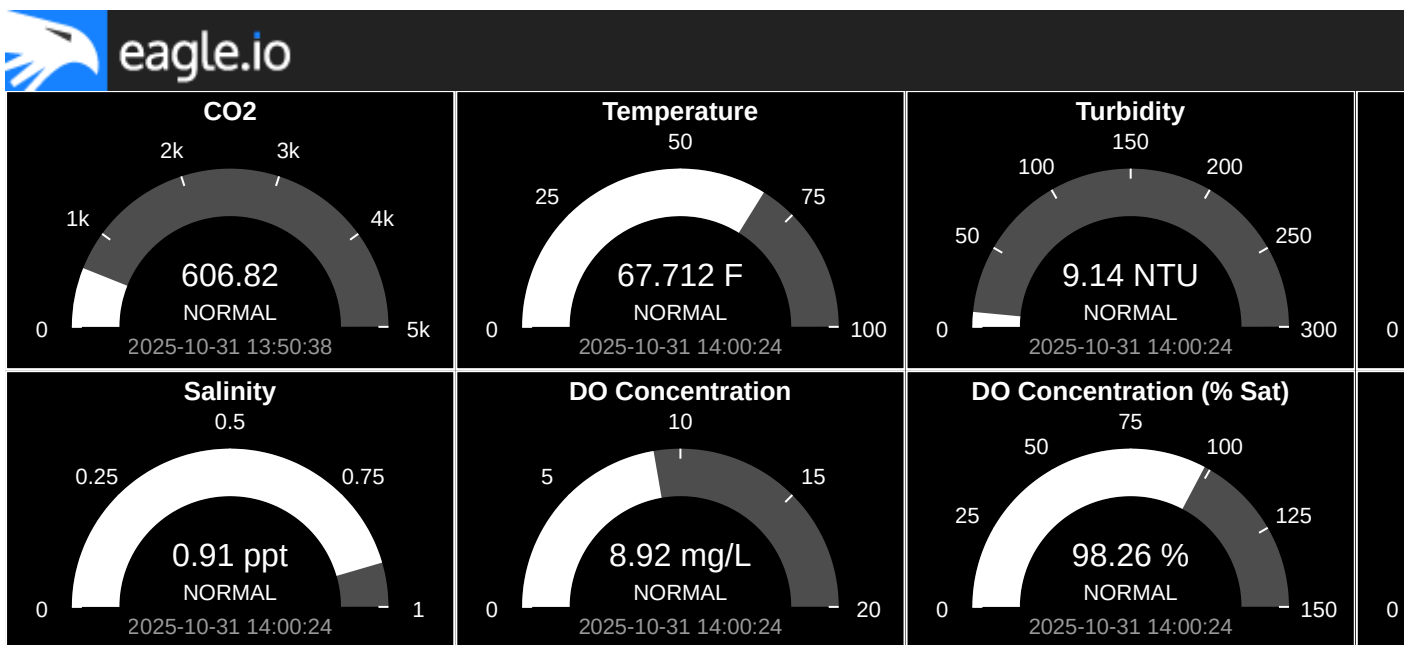 eagle.io
CO2
0
1k
2k
3k
4k
5k
606.82
NORMAL
2025-10-31 13:50:38
Temperature
0
25
50
75
100
67.712 F
NORMAL
2025-10-31 14:00:24
Turbidity
0
50
100
150
200
250
300
9.14 NTU
NORMAL
2025-10-31 14:00:24
0
Salinity
0
0.25
0.5
0.75
1
0.91 ppt
NORMAL
2025-10-31 14:00:24
DO Concentration
0
5
10
15
20
8.92 mg/L
NORMAL
2025-10-31 14:00:24
DO Concentration (% Sat)
0
25
50
75
100
125
150
98.26 %
NORMAL
2025-10-31 14:00:24
0